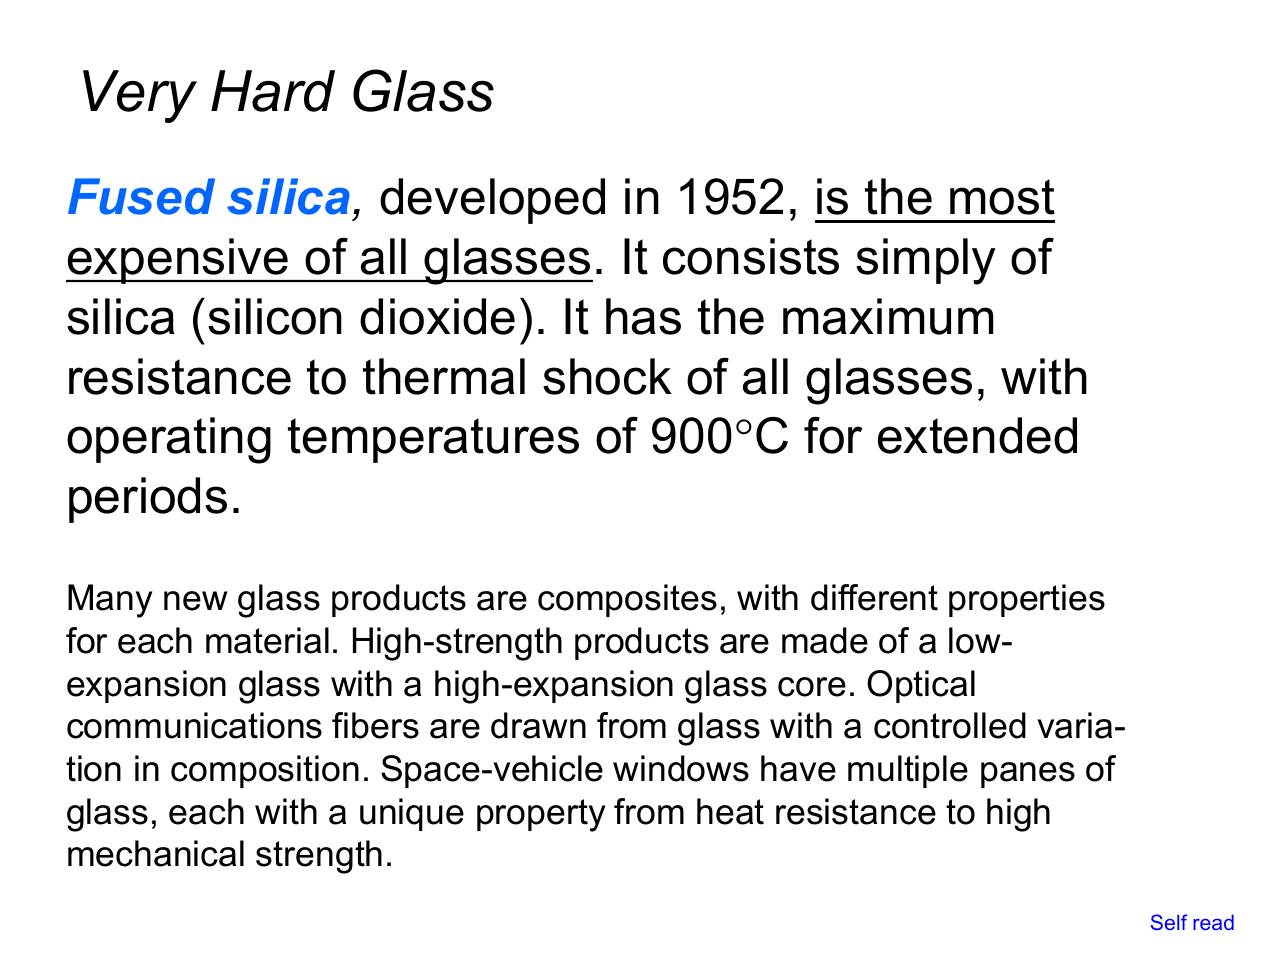 Very Hard Glass
Fused silica, developed in 1952, is the most
expensive of all glasses. It consists simply of
silica (silicon dioxide). It has the maximum
resistance to thermal shock of all glasses, with
operating temperatures of 900°C for extended
periods.
Many new glass products are composites, with different properties
for each material. High-strength products are made of a low-
expansion glass with a high-expansion glass core. Optical
communications fibers are drawn from glass with a controlled varia-
tion in composition. Space-vehicle windows have multiple panes of
glass, each with a unique property from heat resistance to high
mechanical strength.
Self read